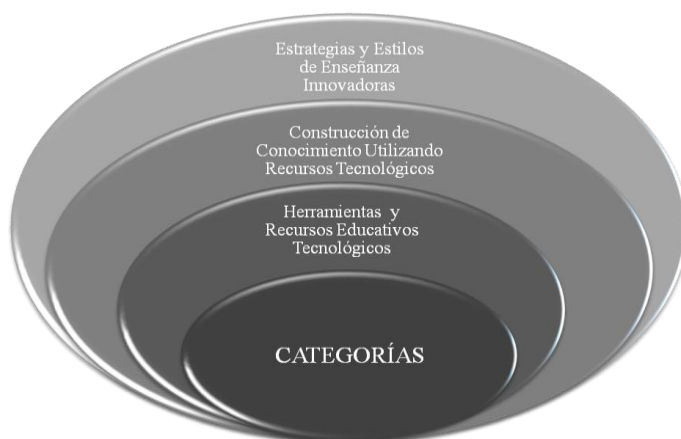 Estrategias y Estilos
de Enseñanza
Innovadoras
Construcción de
Conocimiento Utilizando
Recursos Tecnológicos
Herramientas y
Recursos Educativos
Tecnológicos
CATEGORÍAS